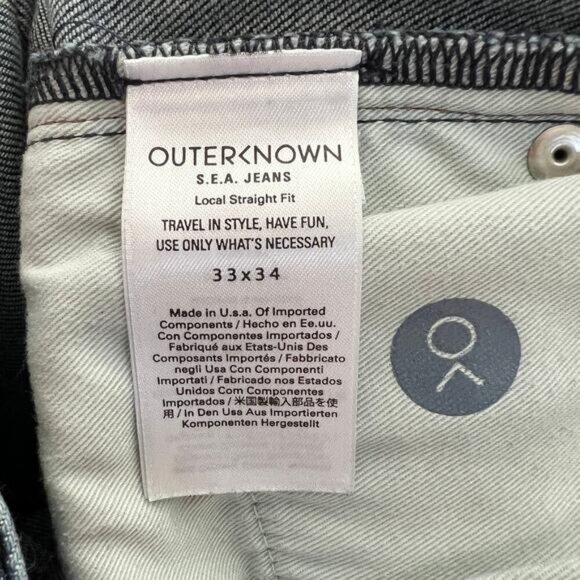 OUTERKNOWN
S.E.A. JEANS
Local Straight Fit
TRAVEL IN STYLE, HAVE FUN,
USE ONLY WHAT'S NECESSARY
33x34
Made in U.s.a. Of Imported
Components / Hecho en Ee.uu.
Con Componentes Importados /
Fabriqué aux Etats-Unis Des
Composants Importés / Fabbricato
negli Usa Con Componenti
Importati / Fabricado nos Estados
Unidos Com Componentes
Importados / 米国製輸入部品を使
用 / In Den Usa Aus Importierten
Komponenten Hergestellt
OK